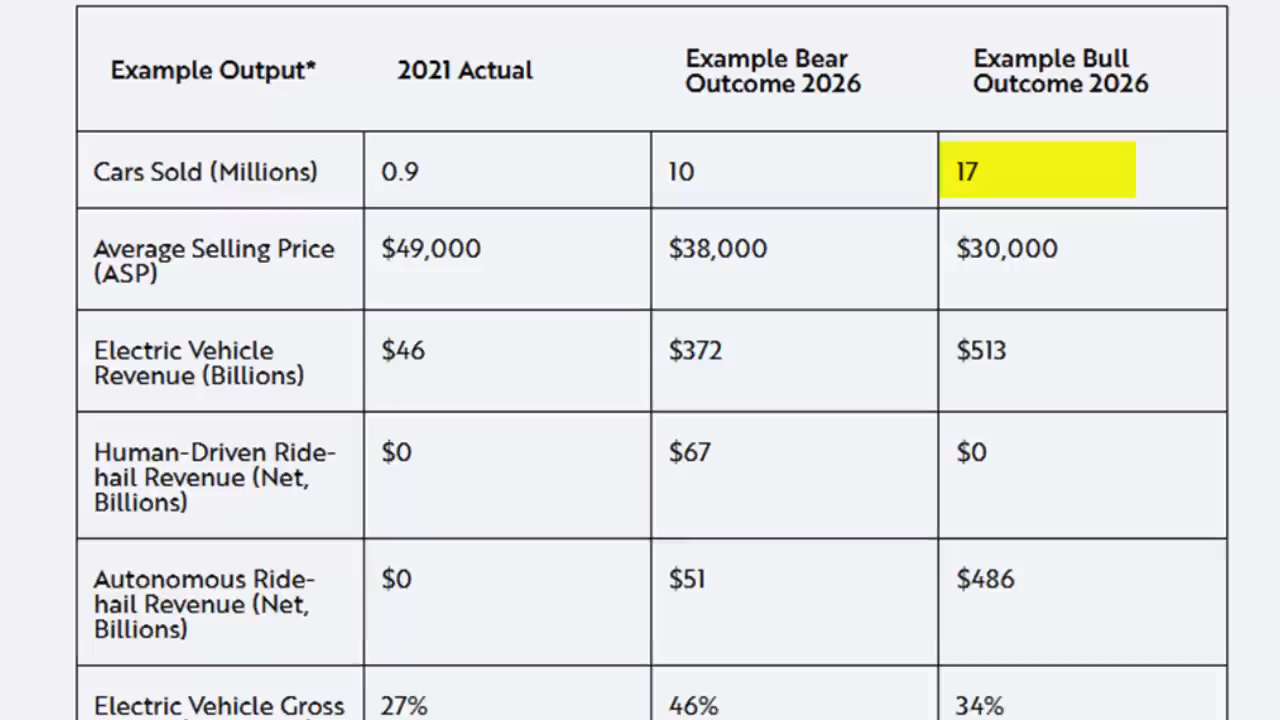 Example Output*
2021 Actual
Example Bear
Outcome 2026
Example Bull
Outcome 2026
Cars Sold (Millions)
0.9
10
17
Average Selling Price
(ASP)
$49,000
$38,000
$30,000
Electric Vehicle
Revenue (Billions)
$46
$372
$513
Human-Driven Ride-
hail Revenue (Net,
Billions)
$0
$67
$0
Autonomous Ride-
hail Revenue (Net,
Billions)
$0
$51
$486
Electric Vehicle Gross
27%
46%
34%